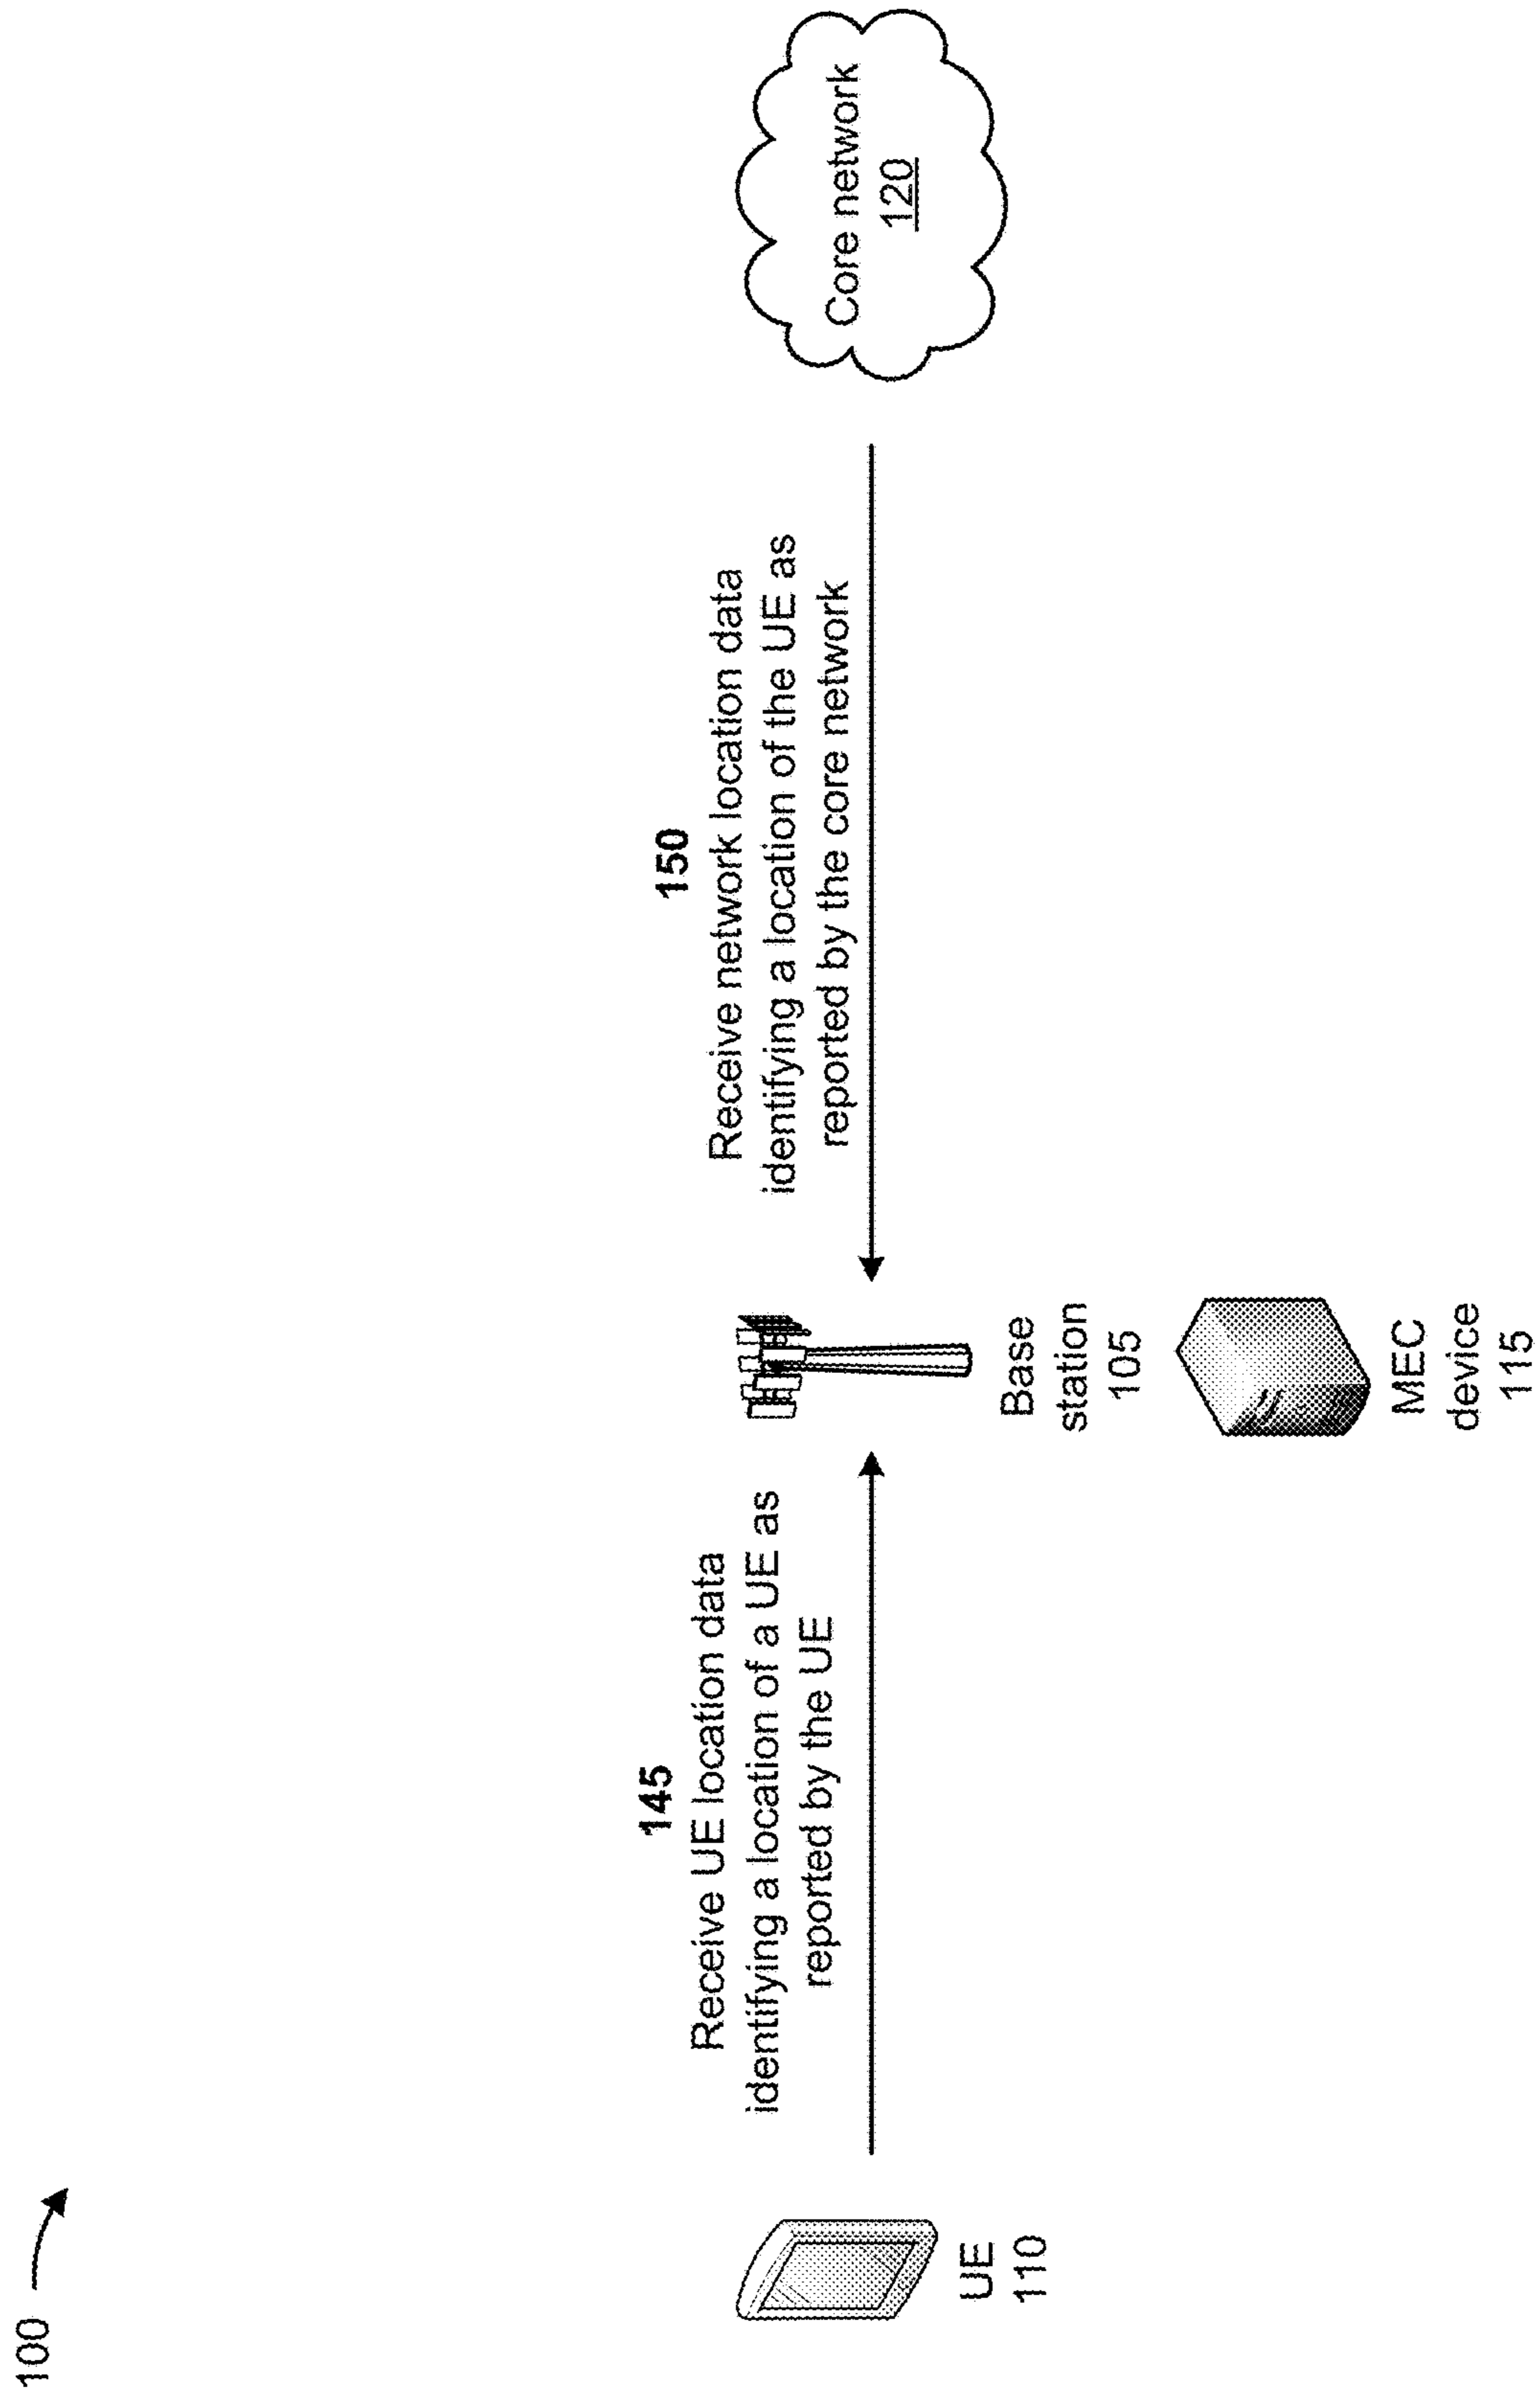 100
145
Receive UE location data
identifying a location of a UE as
reported by the UE
150
Receive network location data
identifying a location of the UE as
reported by the core network
Core network
120
UE
110
Base
station
105
MEC
device
115